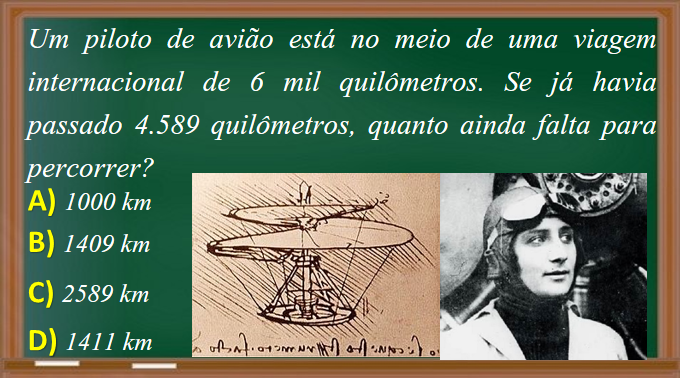 Um piloto de avião está no meio de uma viagem
internacional de 6 mil quilômetros. Se já havia
passado 4.589 quilômetros, quanto ainda falta para
percorrer?
A) 1000 km
B) 1409 km
C) 2589 km
D) 1411 km